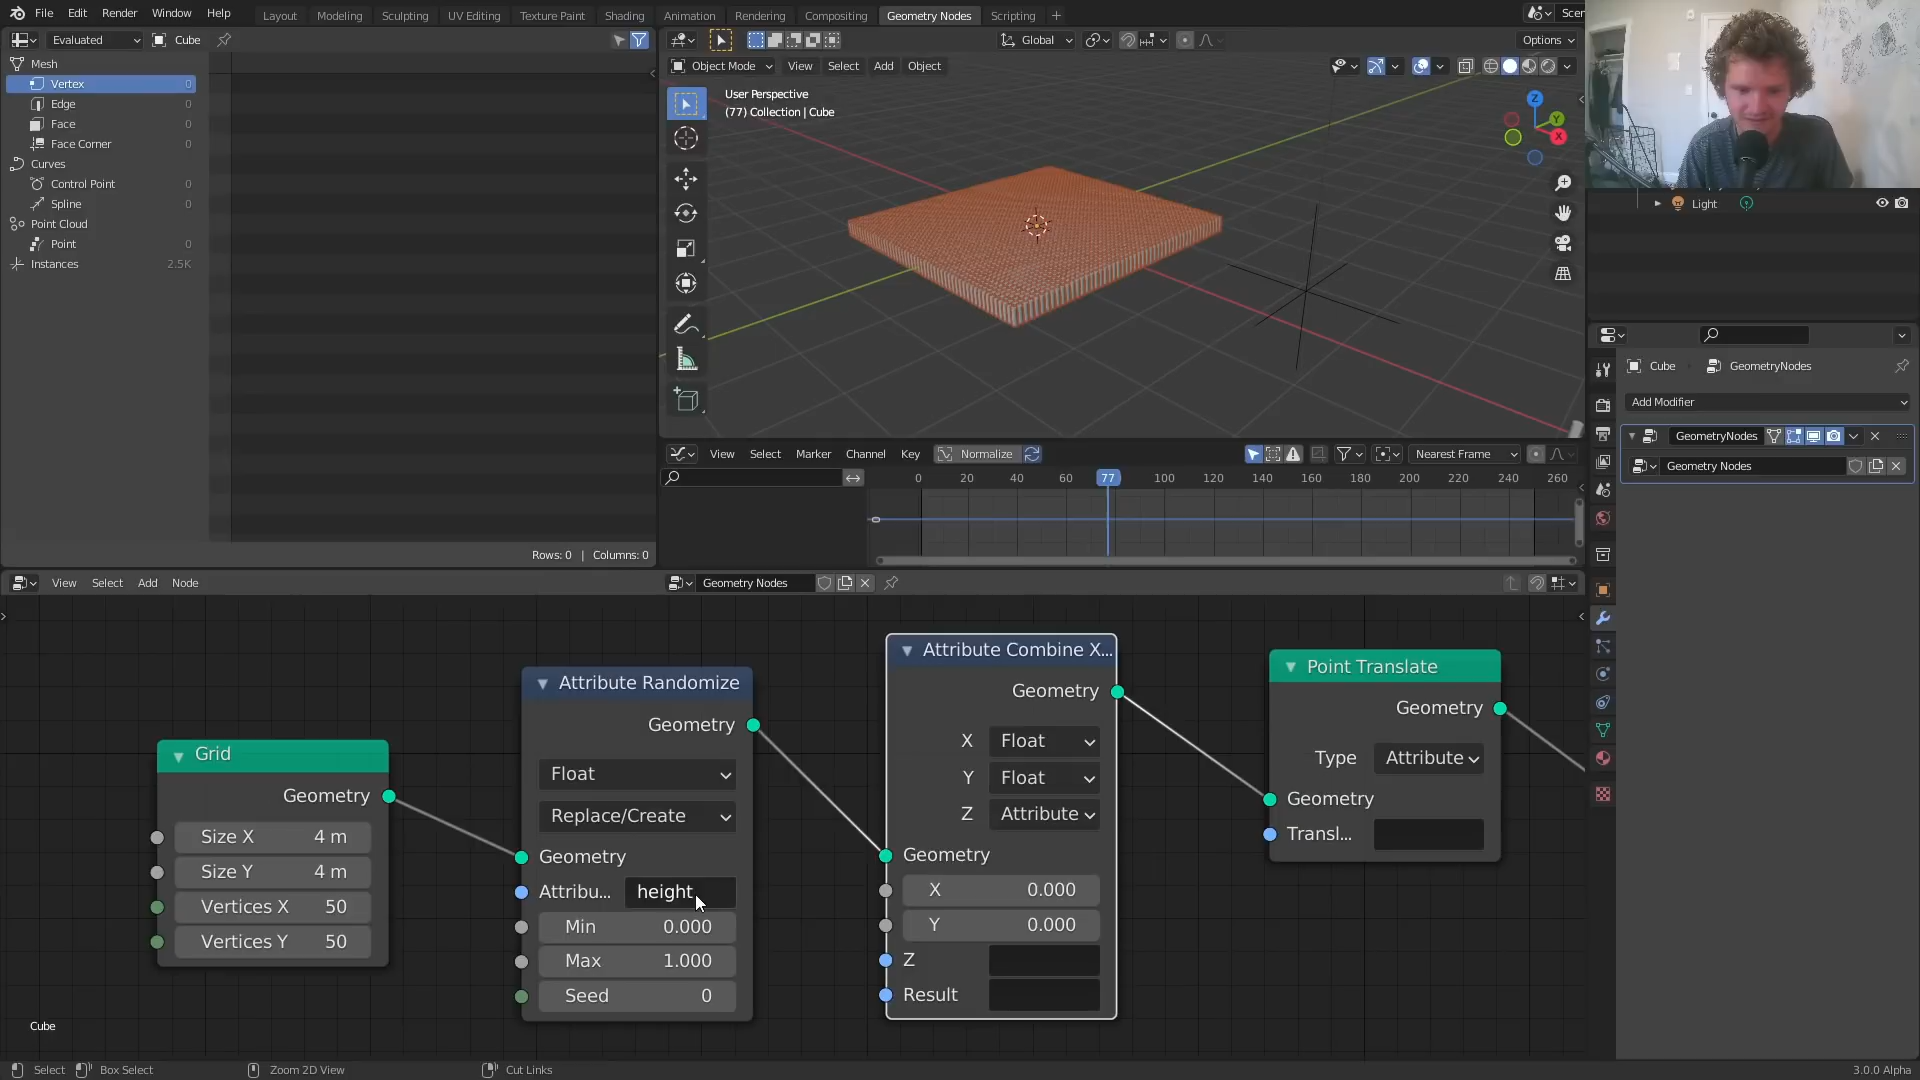 File Edit Render Window Help Layout Modeling Sculpting UV Editing Texture Paint Shading Animation Rendering Compositing Geometry Nodes Scripting + Scen
Evaluated Cube
Global Options
Mesh
Vertex 0
Edge 0
Face 0
Face Corner 0
Curves
Control Point 0
Spline 0
Point Cloud
Point 0
Instances 2.5K
Rows: 0 | Columns: 0
Object Mode View Select Add Object
User Perspective
(77) Collection | Cube
Z
Y
X
Light
Cube GeometryNodes
Add Modifier
GeometryNodes
Geometry Nodes
View Select Marker Channel Key Normalize Nearest Frame
0 20 40 60 77 100 120 140 160 180 200 220 240 260
View Select Add Node Geometry Nodes
Grid
Geometry
Size X 4 m
Size Y 4 m
Vertices X 50
Vertices Y 50
Attribute Randomize
Geometry
Float
Replace/Create
Geometry
Attribu... height
Min 0.000
Max 1.000
Seed 0
Attribute Combine X...
Geometry
X Float
Y Float
Z Attribute
Geometry
X 0.000
Y 0.000
Z
Result
Point Translate
Geometry
Type Attribute
Geometry
Transl...
Cube
Select Box Select Zoom 2D View Cut Links 3.0.0 Alpha